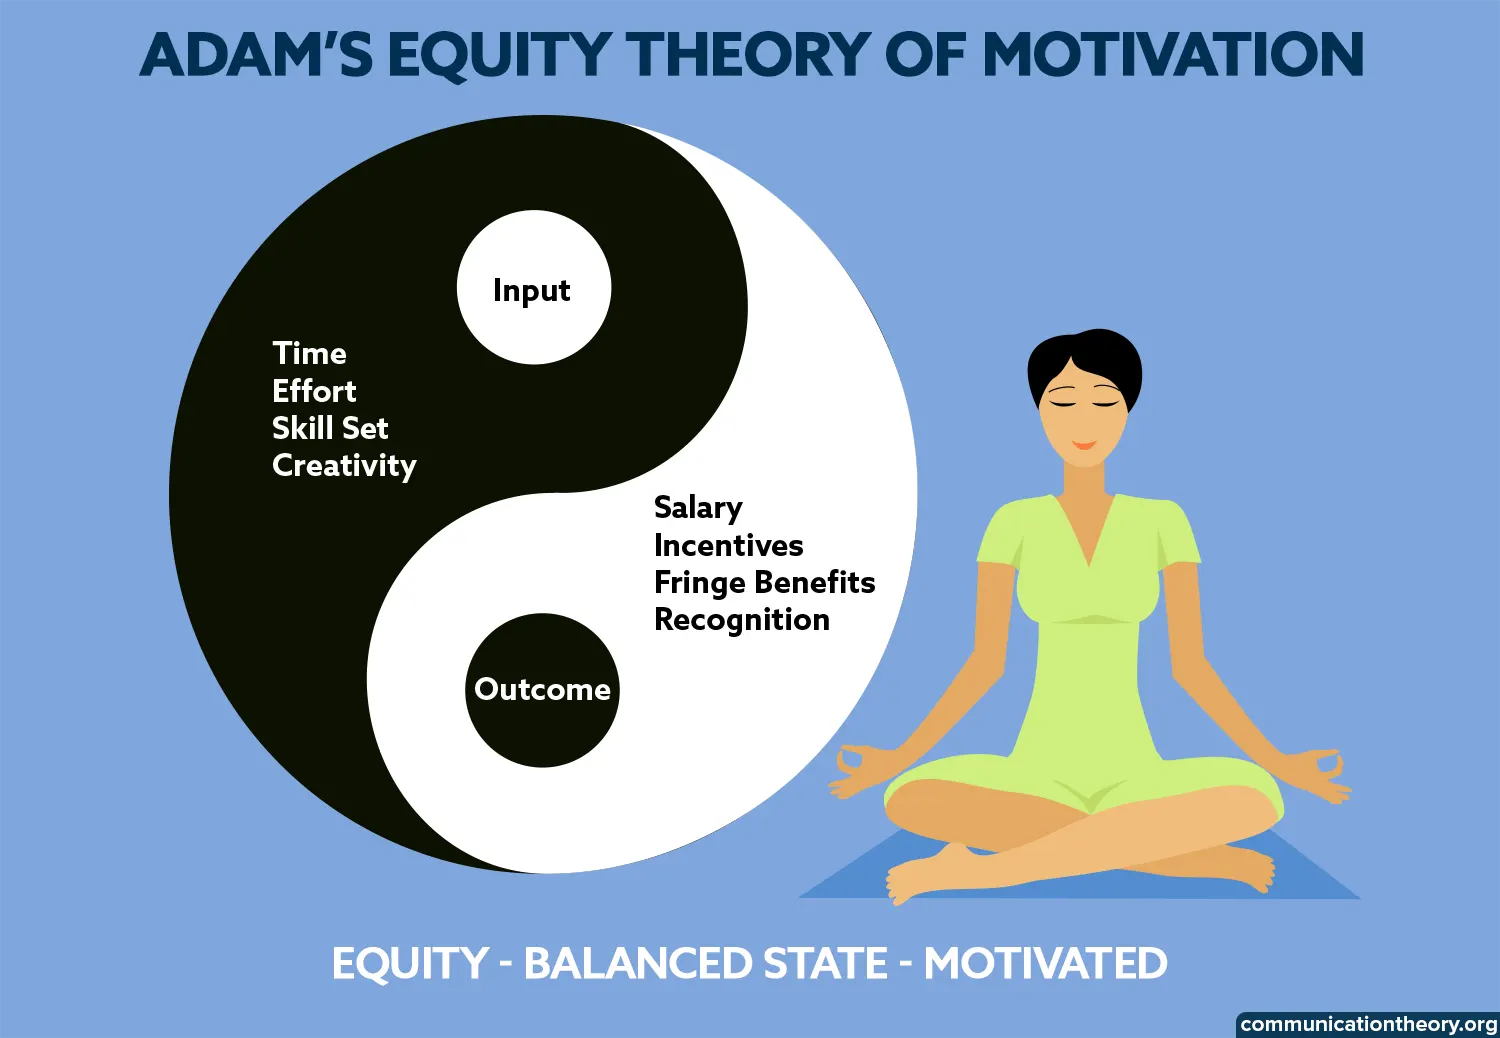 ADAM’S EQUITY THEORY OF MOTIVATION
Input
Time
Effort
Skill Set
Creativity
Salary
Incentives
Fringe Benefits
Recognition
Outcome
EQUITY - BALANCED STATE - MOTIVATED
communicationtheory.org